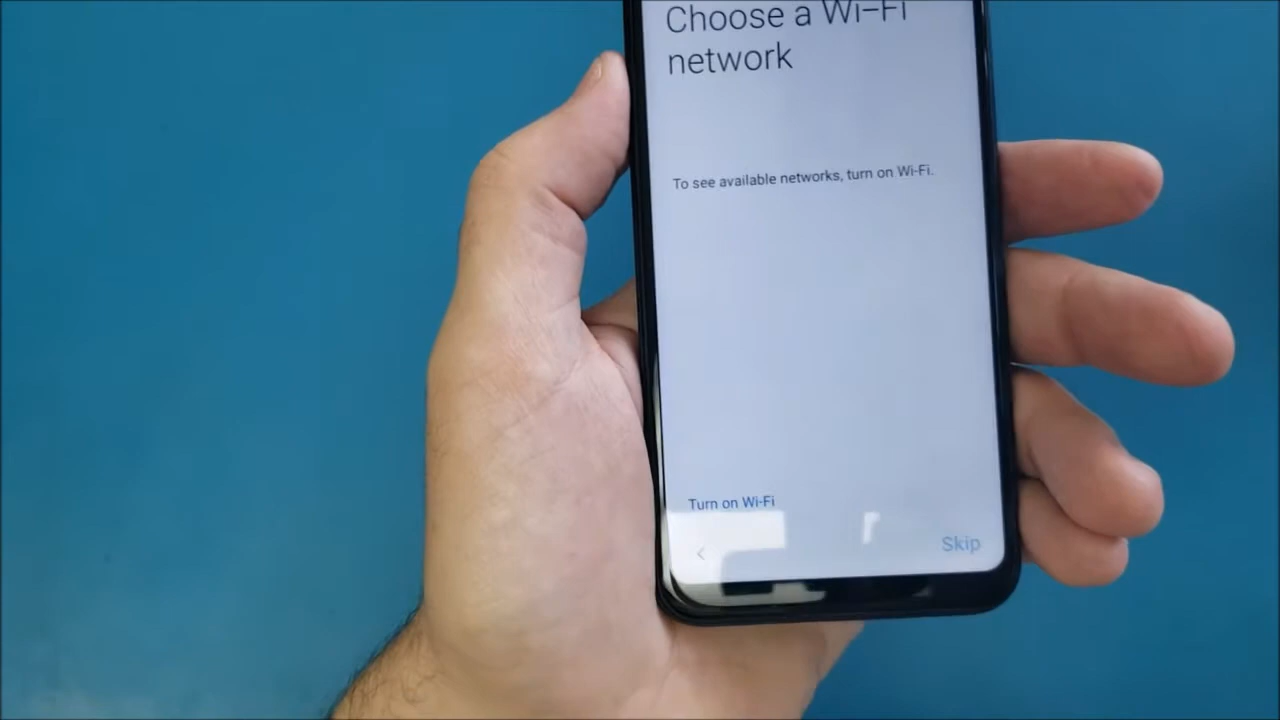 Choose a Wi-Fi
network
To see available networks, turn on Wi-Fi.
Turn on Wi-Fi
Skip